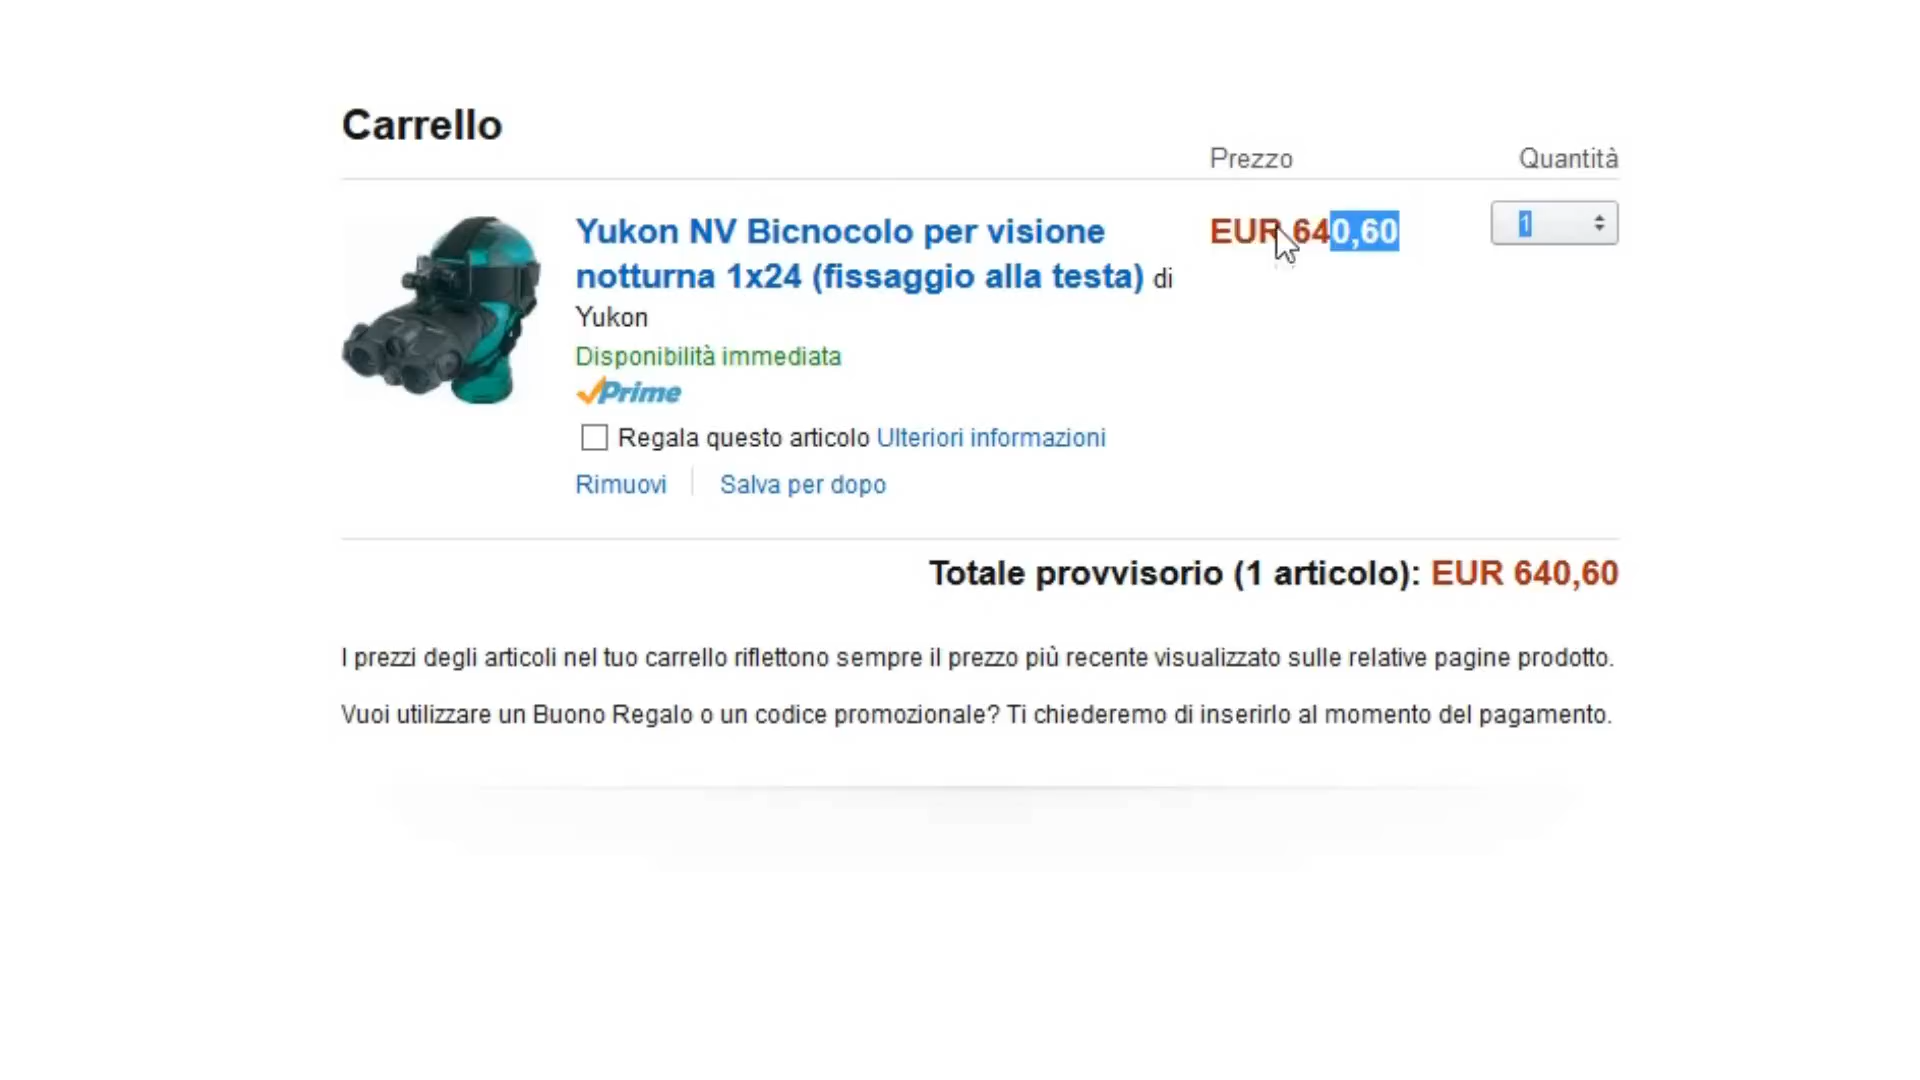 Carrello
Prezzo
Quantità
Yukon NV Bicnocolo per visione
notturna 1x24 (fissaggio alla testa) di
Yukon
EUR 640,60
1
Disponibilità immediata
Prime
Regala questo articolo Ulteriori informazioni
Rimuovi
Salva per dopo
Totale provvisorio (1 articolo): EUR 640,60
I prezzi degli articoli nel tuo carrello riflettono sempre il prezzo più recente visualizzato sulle relative pagine prodotto.
Vuoi utilizzare un Buono Regalo o un codice promozionale? Ti chiederemo di inserirlo al momento del pagamento.